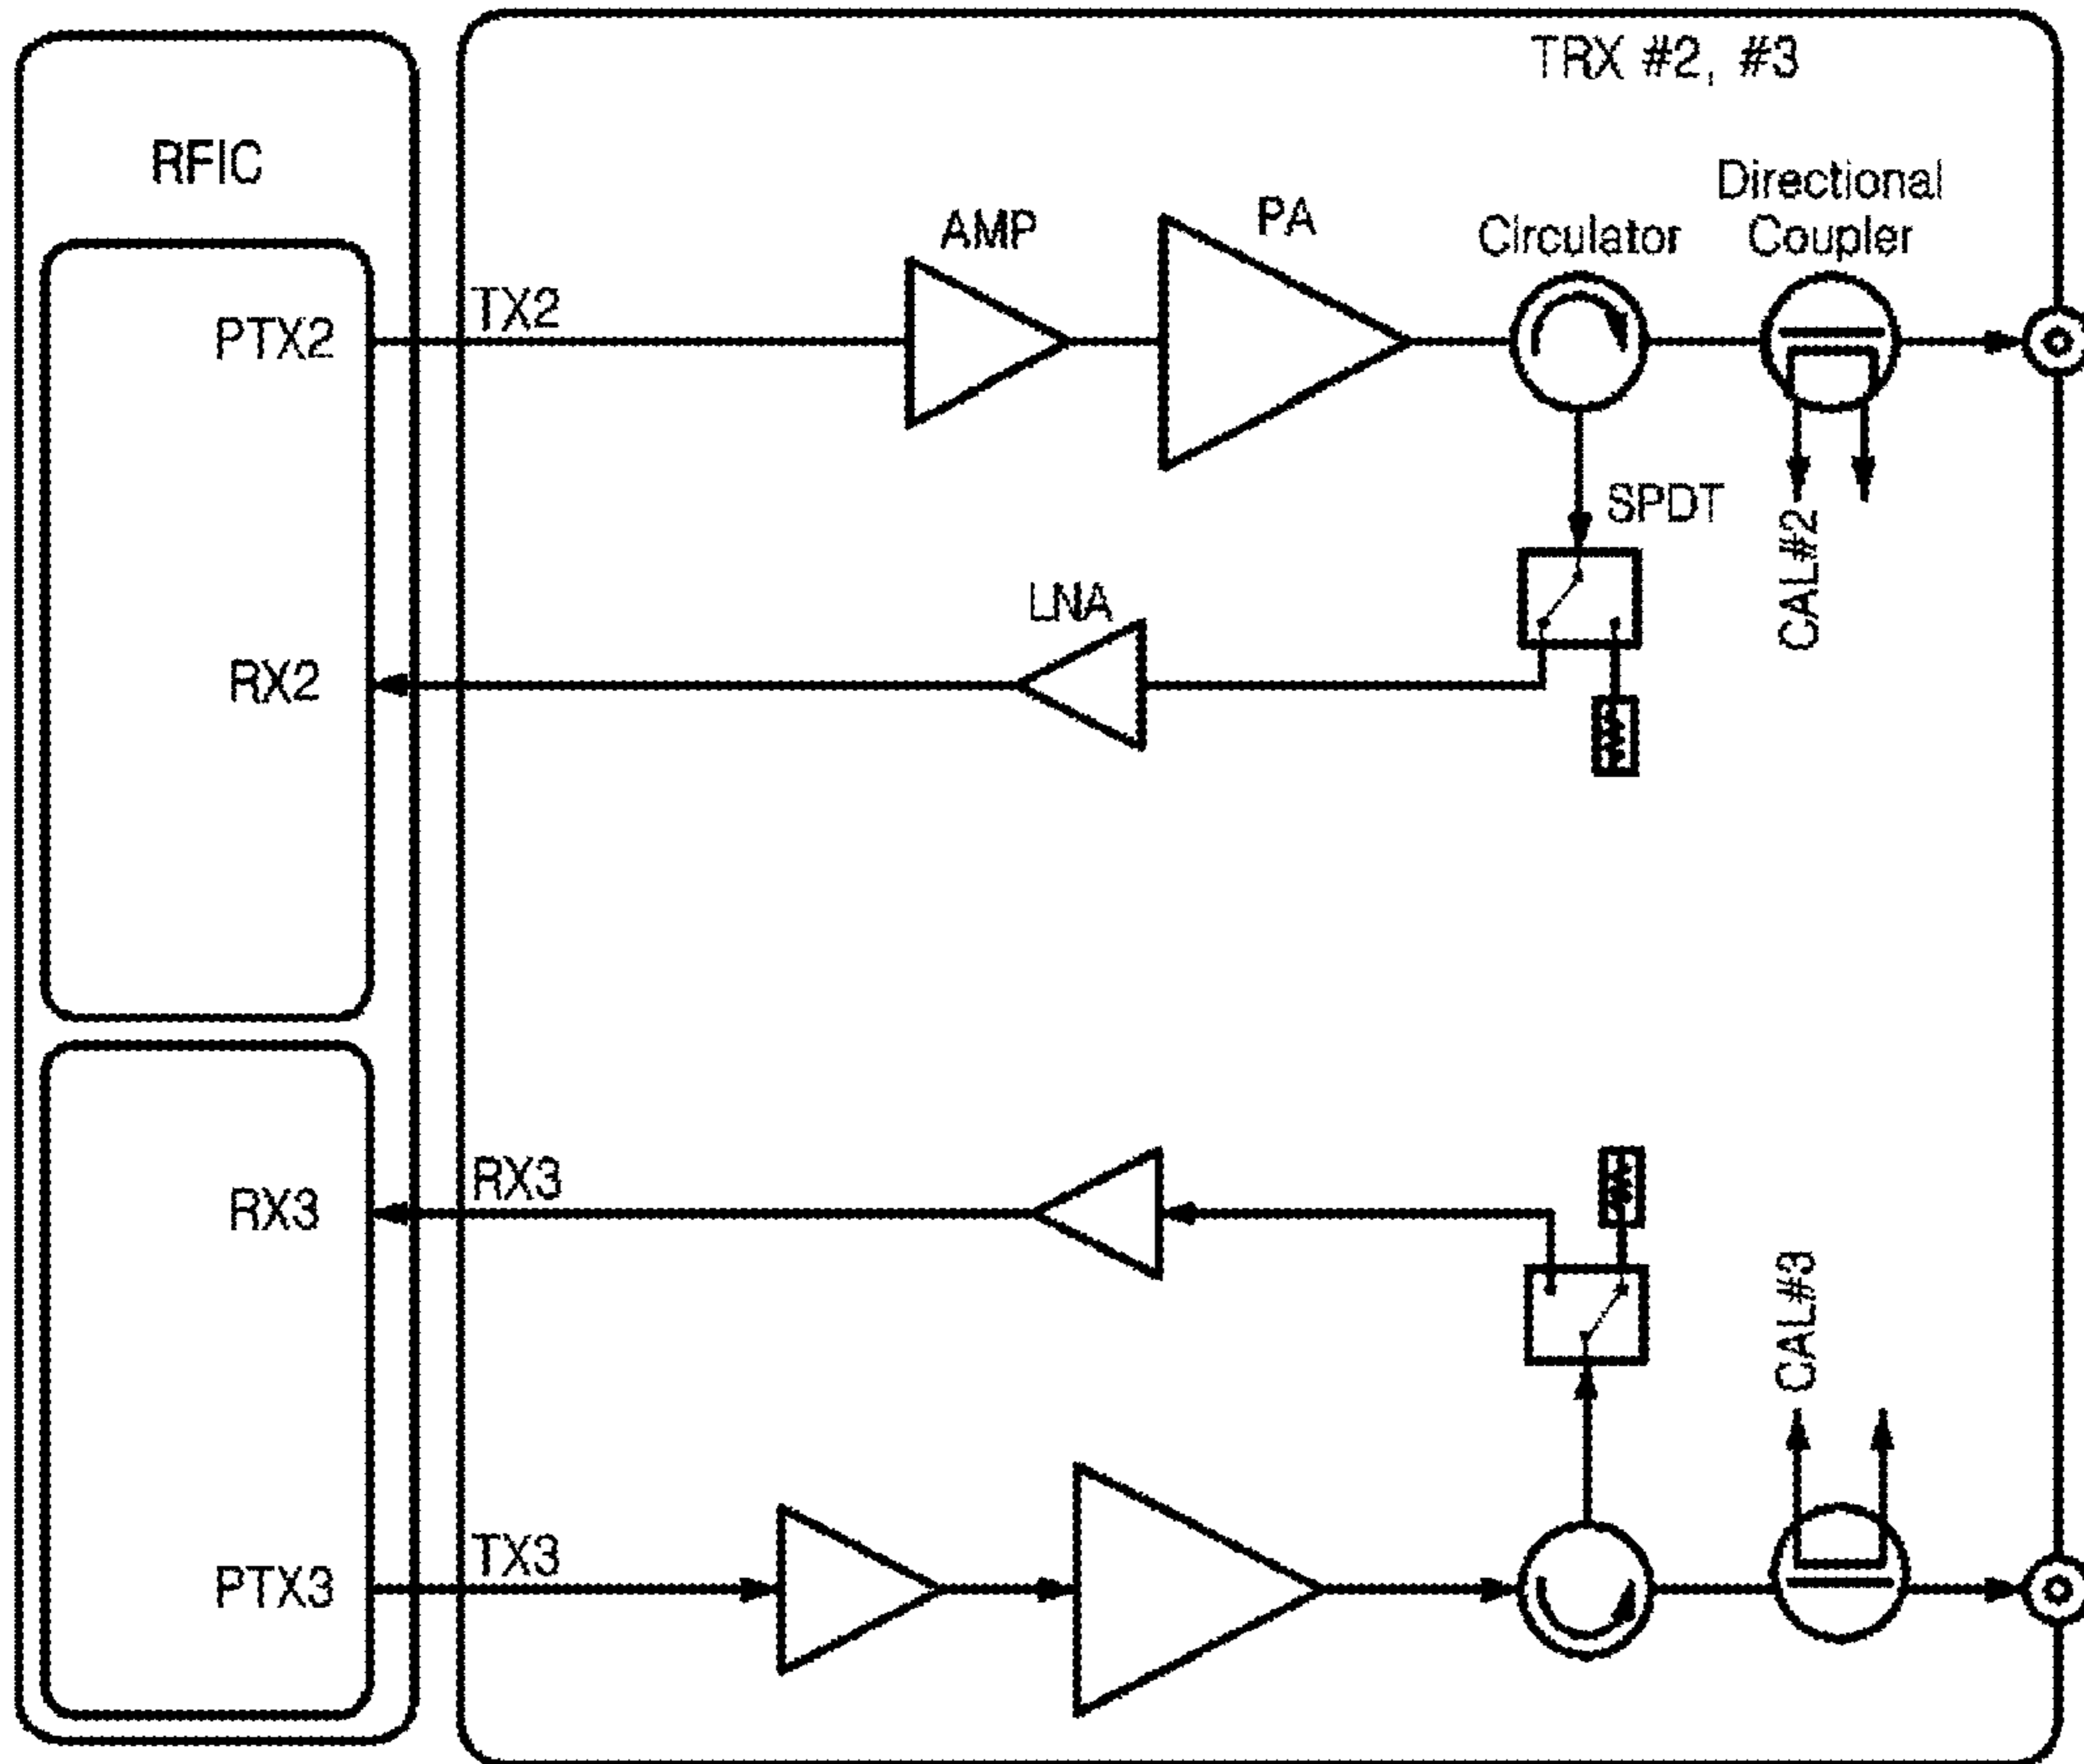 TRX #2, #3
RFIC
AMP
PA
Circulator
Directional
Coupler
PTX2
TX2
SPDT
CAL#2
LNA
RX2
RX3
RX3
CAL#3
PTX3
TX3